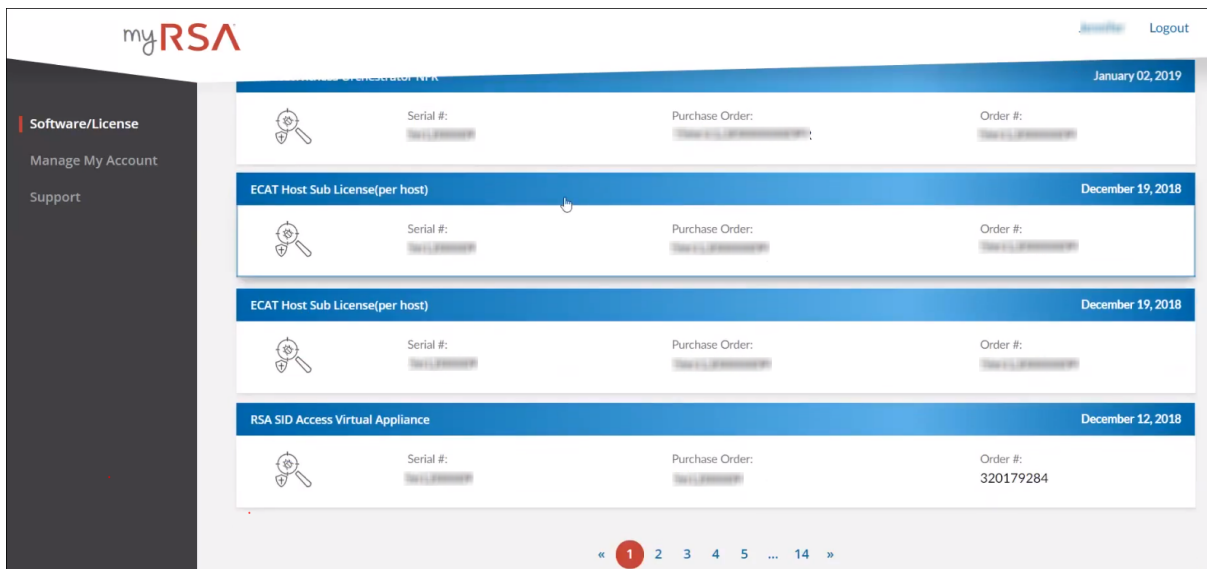 myRSA
Logout
Orchestrator NFR January 02, 2019
Software/License
Manage My Account
Support
Serial #: Purchase Order: Order #:
ECAT Host Sub License(per host) December 19, 2018
Serial #: Purchase Order: Order #:
ECAT Host Sub License(per host) December 19, 2018
Serial #: Purchase Order: Order #:
RSA SID Access Virtual Appliance December 12, 2018
Serial #: Purchase Order: Order #:
320179284
« 1 2 3 4 5 ... 14 »